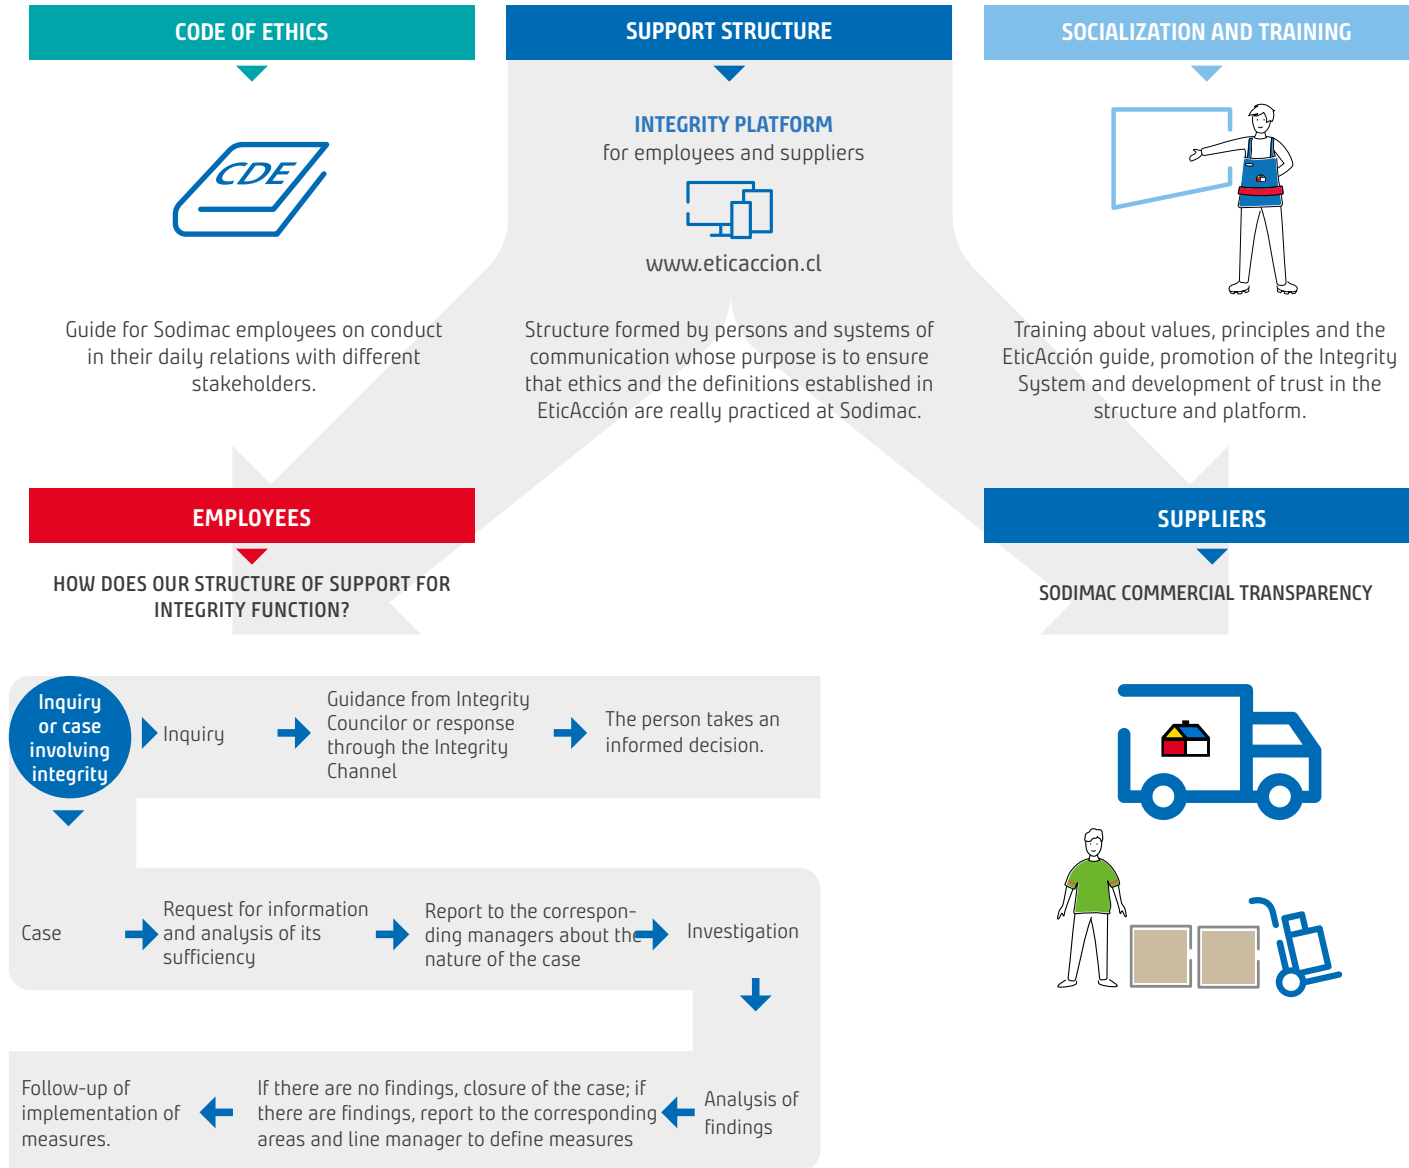 CODE OF ETHICS
CDE
Guide for Sodimac employees on conduct
in their daily relations with different
stakeholders.
SUPPORT STRUCTURE
INTEGRITY PLATFORM
for employees and suppliers
www.eticaccion.cl
Structure formed by persons and systems of
communication whose purpose is to ensure
that ethics and the definitions established in
EticAcción are really practiced at Sodimac.
SOCIALIZATION AND TRAINING
Training about values, principles and the
EticAcción guide, promotion of the Integrity
System and development of trust in the
structure and platform.
EMPLOYEES
HOW DOES OUR STRUCTURE OF SUPPORT FOR
INTEGRITY FUNCTION?
Inquiry
or case
involving
integrity
Inquiry
Guidance from Integrity
Councilor or response
through the Integrity
Channel
The person takes an
informed decision.
Case
Request for information
and analysis of its
sufficiency
Report to the correspon-
ding managers about the
nature of the case
Investigation
Analysis of
findings
If there are no findings, closure of the case; if
there are findings, report to the corresponding
areas and line manager to define measures
Follow-up of
implementation of
measures.
SUPPLIERS
SODIMAC COMMERCIAL TRANSPARENCY